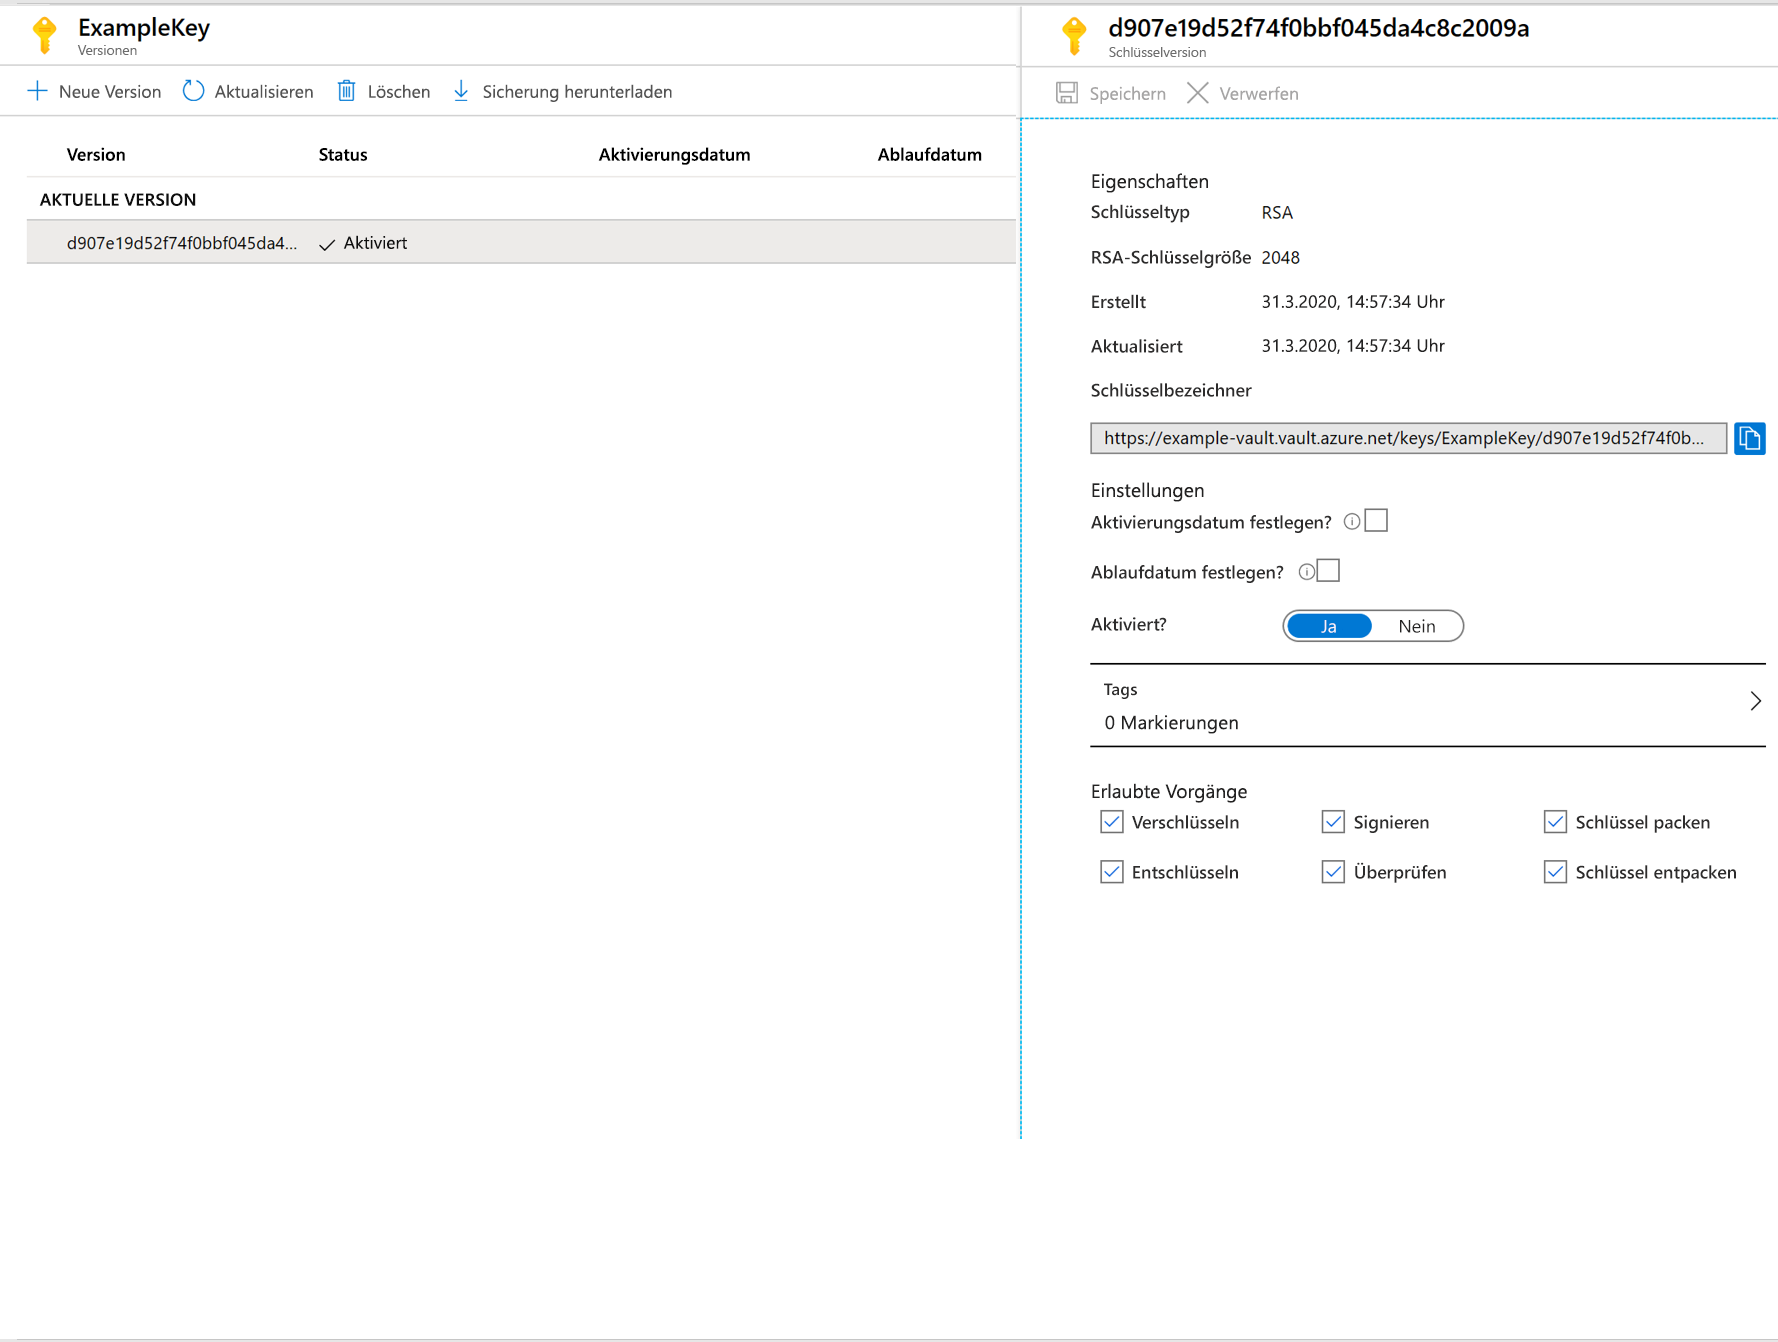 ExampleKey
Versionen
Neue Version Aktualisieren Löschen Sicherung herunterladen
Version Status Aktivierungsdatum Ablaufdatum
AKTUELLE VERSION
d907e19d52f74f0bbf045da4... Aktiviert
d907e19d52f74f0bbf045da4c8c2009a
Schlüsselversion
Speichern Verwerfen
Eigenschaften
Schlüsseltyp RSA
RSA-Schlüsselgröße 2048
Erstellt 31.3.2020, 14:57:34 Uhr
Aktualisiert 31.3.2020, 14:57:34 Uhr
Schlüsselbezeichner
https://example-vault.vault.azure.net/keys/ExampleKey/d907e19d52f74f0b...
Einstellungen
Aktivierungsdatum festlegen?
Ablaufdatum festlegen?
Aktiviert? Ja Nein
Tags
0 Markierungen
Erlaubte Vorgänge
Verschlüsseln Signieren Schlüssel packen
Entschlüsseln Überprüfen Schlüssel entpacken